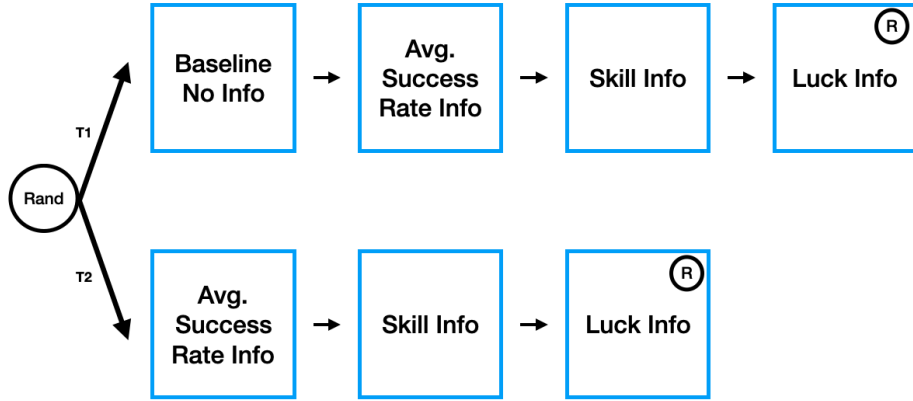 Rand
T1
Baseline
No Info
Avg.
Success
Rate Info
Skill Info
R
Luck Info
T2
Avg.
Success
Rate Info
Skill Info
R
Luck Info